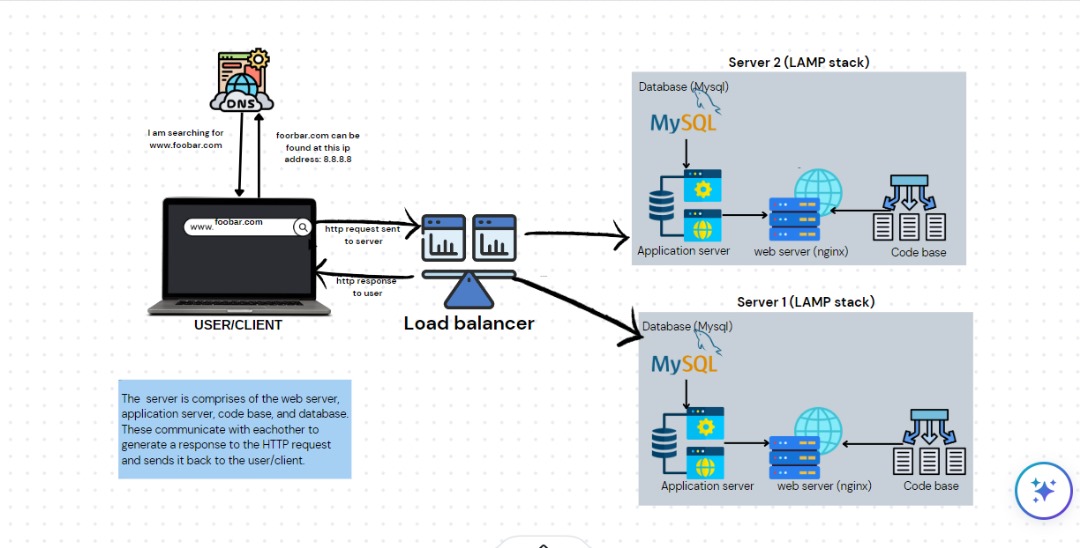 DNS
I am searching for
www.foobar.com
foorbar.com can be
found at this ip
address: 8.8.8.8
www.
foobar.com
http request sent
to server
http response
to user
USER/CLIENT
Load balancer
The server is comprises of the web server,
application server, code base, and database.
These communicate with eachother to
generate a response to the HTTP request
and sends it back to the user/client.
Server 2 (LAMP stack)
Database (Mysql)
MySQL
Application server
web server (nginx)
Code base
Server 1 (LAMP stack)
Database (Mysql)
MySQL
Application server
web server (nginx)
Code base